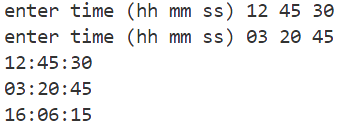 enter time (hh mm ss) 12 45 30
enter time (hh mm ss) 03 20 45
12:45:30
03:20:45
16:06:15